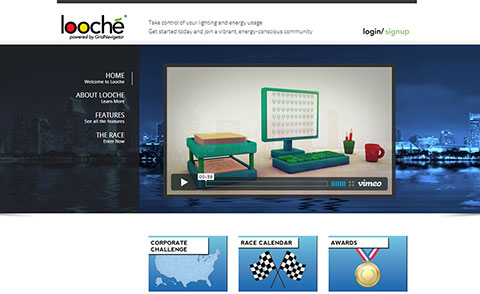 looché
powered by GridNavigator
Take control of your lighting and energy usage
Get started today and join a vibrant, energy-conscious community
login/ signup
HOME
Welcome to Looche
ABOUT LOOCHE
Learn More
FEATURES
See all the features
THE RACE
Enter Now
00:58
vimeo
CORPORATE
CHALLENGE
RACE CALENDAR
AWARDS